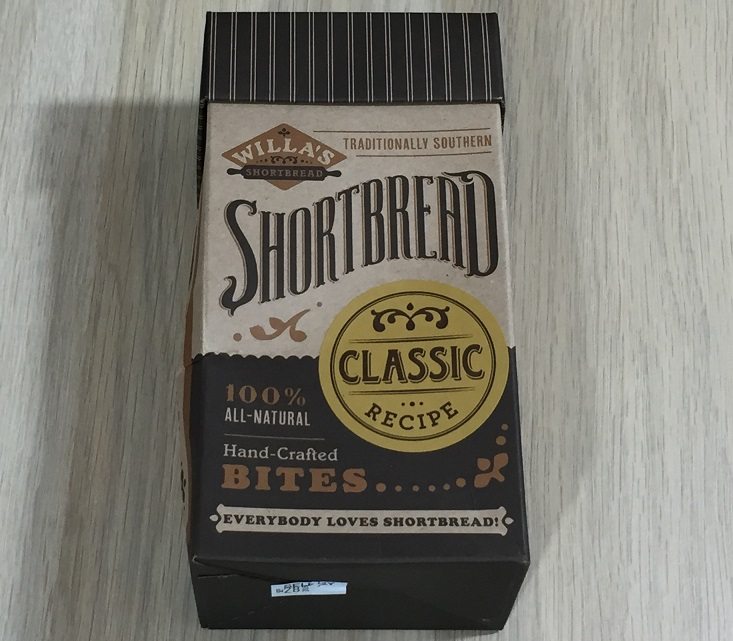 WILLA'S
SHORTBREAD
TRADITIONALLY SOUTHERN
SHORTBREAD
CLASSIC
RECIPE
100%
ALL-NATURAL
Hand-Crafted
BITES
EVERYBODY LOVES SHORTBREAD!